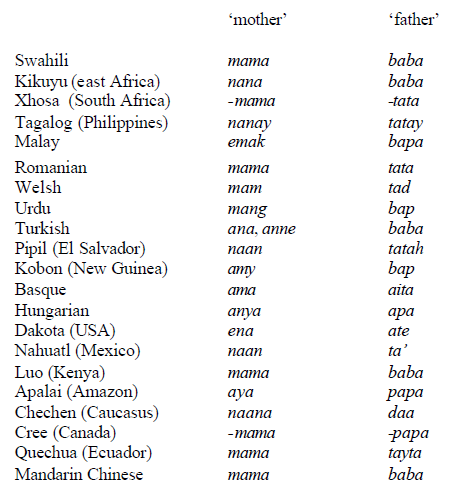 ‘mother’ ‘father’
Swahili mama baba
Kikuyu (east Africa) nana baba
Xhosa (South Africa) -mama -tata
Tagalog (Philippines) nanay tatay
Malay emak bapa
Romanian mama tata
Welsh mam tad
Urdu mang bap
Turkish ana, anne baba
Pipil (El Salvador) naan tatah
Kobon (New Guinea) amy bap
Basque ama aita
Hungarian anya apa
Dakota (USA) ena ate
Nahuatl (Mexico) naan ta’
Luo (Kenya) mama baba
Apalai (Amazon) aya papa
Chechen (Caucasus) naana daa
Cree (Canada) -mama -papa
Quechua (Ecuador) mama tayta
Mandarin Chinese mama baba